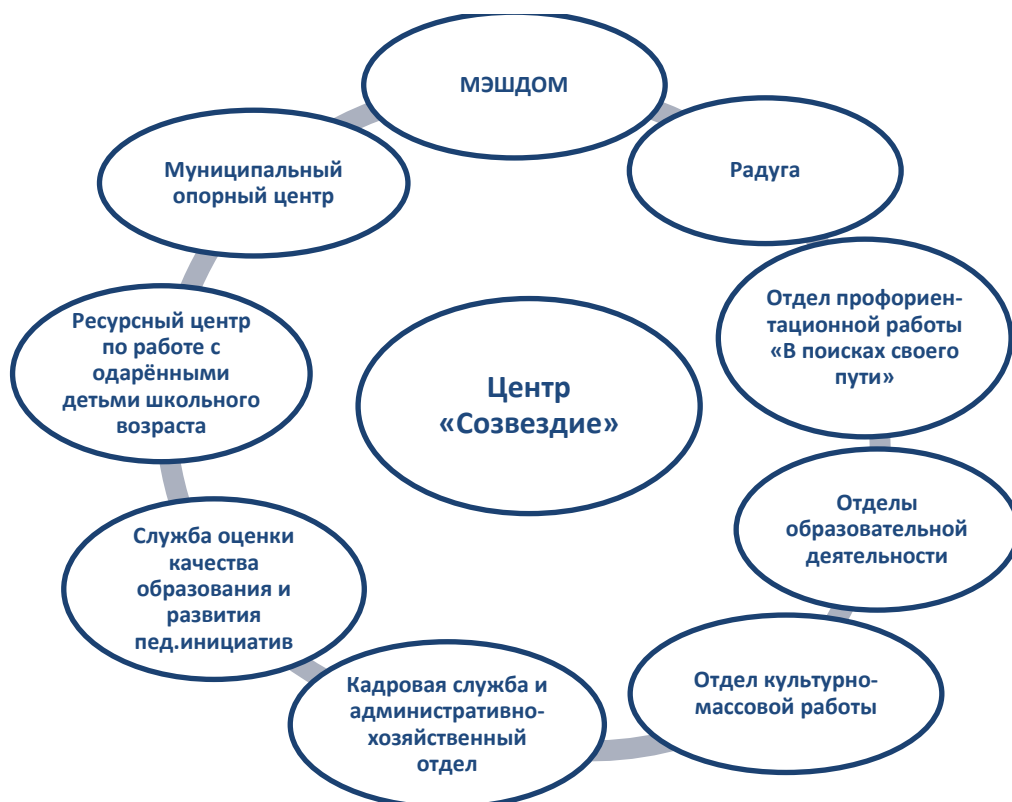 МЭШДОМ
Радуга
Отдел профориен-
тационной работы
«В поисках своего
пути»
Отделы
образовательной
деятельности
Отдел культурно-
массовой работы
Кадровая служба и
административно-
хозяйственный
отдел
Служба оценки
качества
образования и
развития
пед.инициатив
Ресурсный центр
по работе с
одарёнными
детьми школьного
возраста
Муниципальный
опорный центр
Центр
«Созвездие»